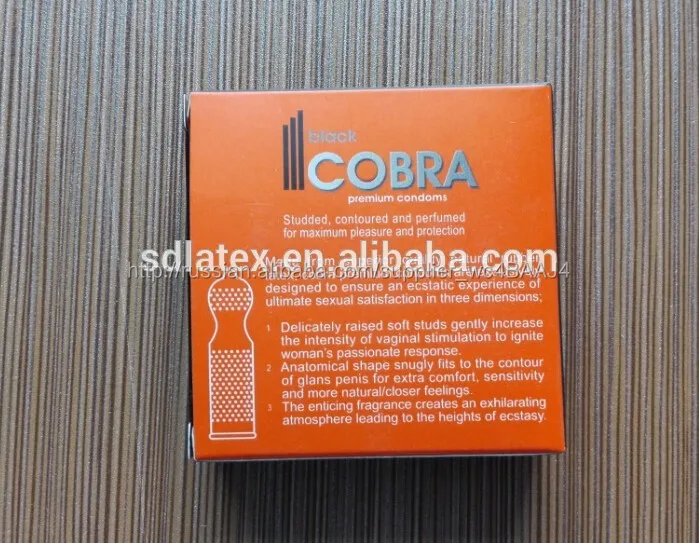 black
COBRA
premium condoms
Studded, contoured and perfumed
for maximum pleasure and protection
sdlatex.en.alibaba.com
designed to ensure an ecstatic experience of
ultimate sexual satisfaction in three dimensions;
1 Delicately raised soft studs gently increase
the intensity of vaginal stimulation to ignite
woman's passionate response.
2 Anatomical shape snugly fits to the contour
of glans penis for extra comfort, sensitivity
and more natural/closer feelings.
3 The enticing fragrance creates an exhilarating
atmosphere leading to the heights of ecstasy.